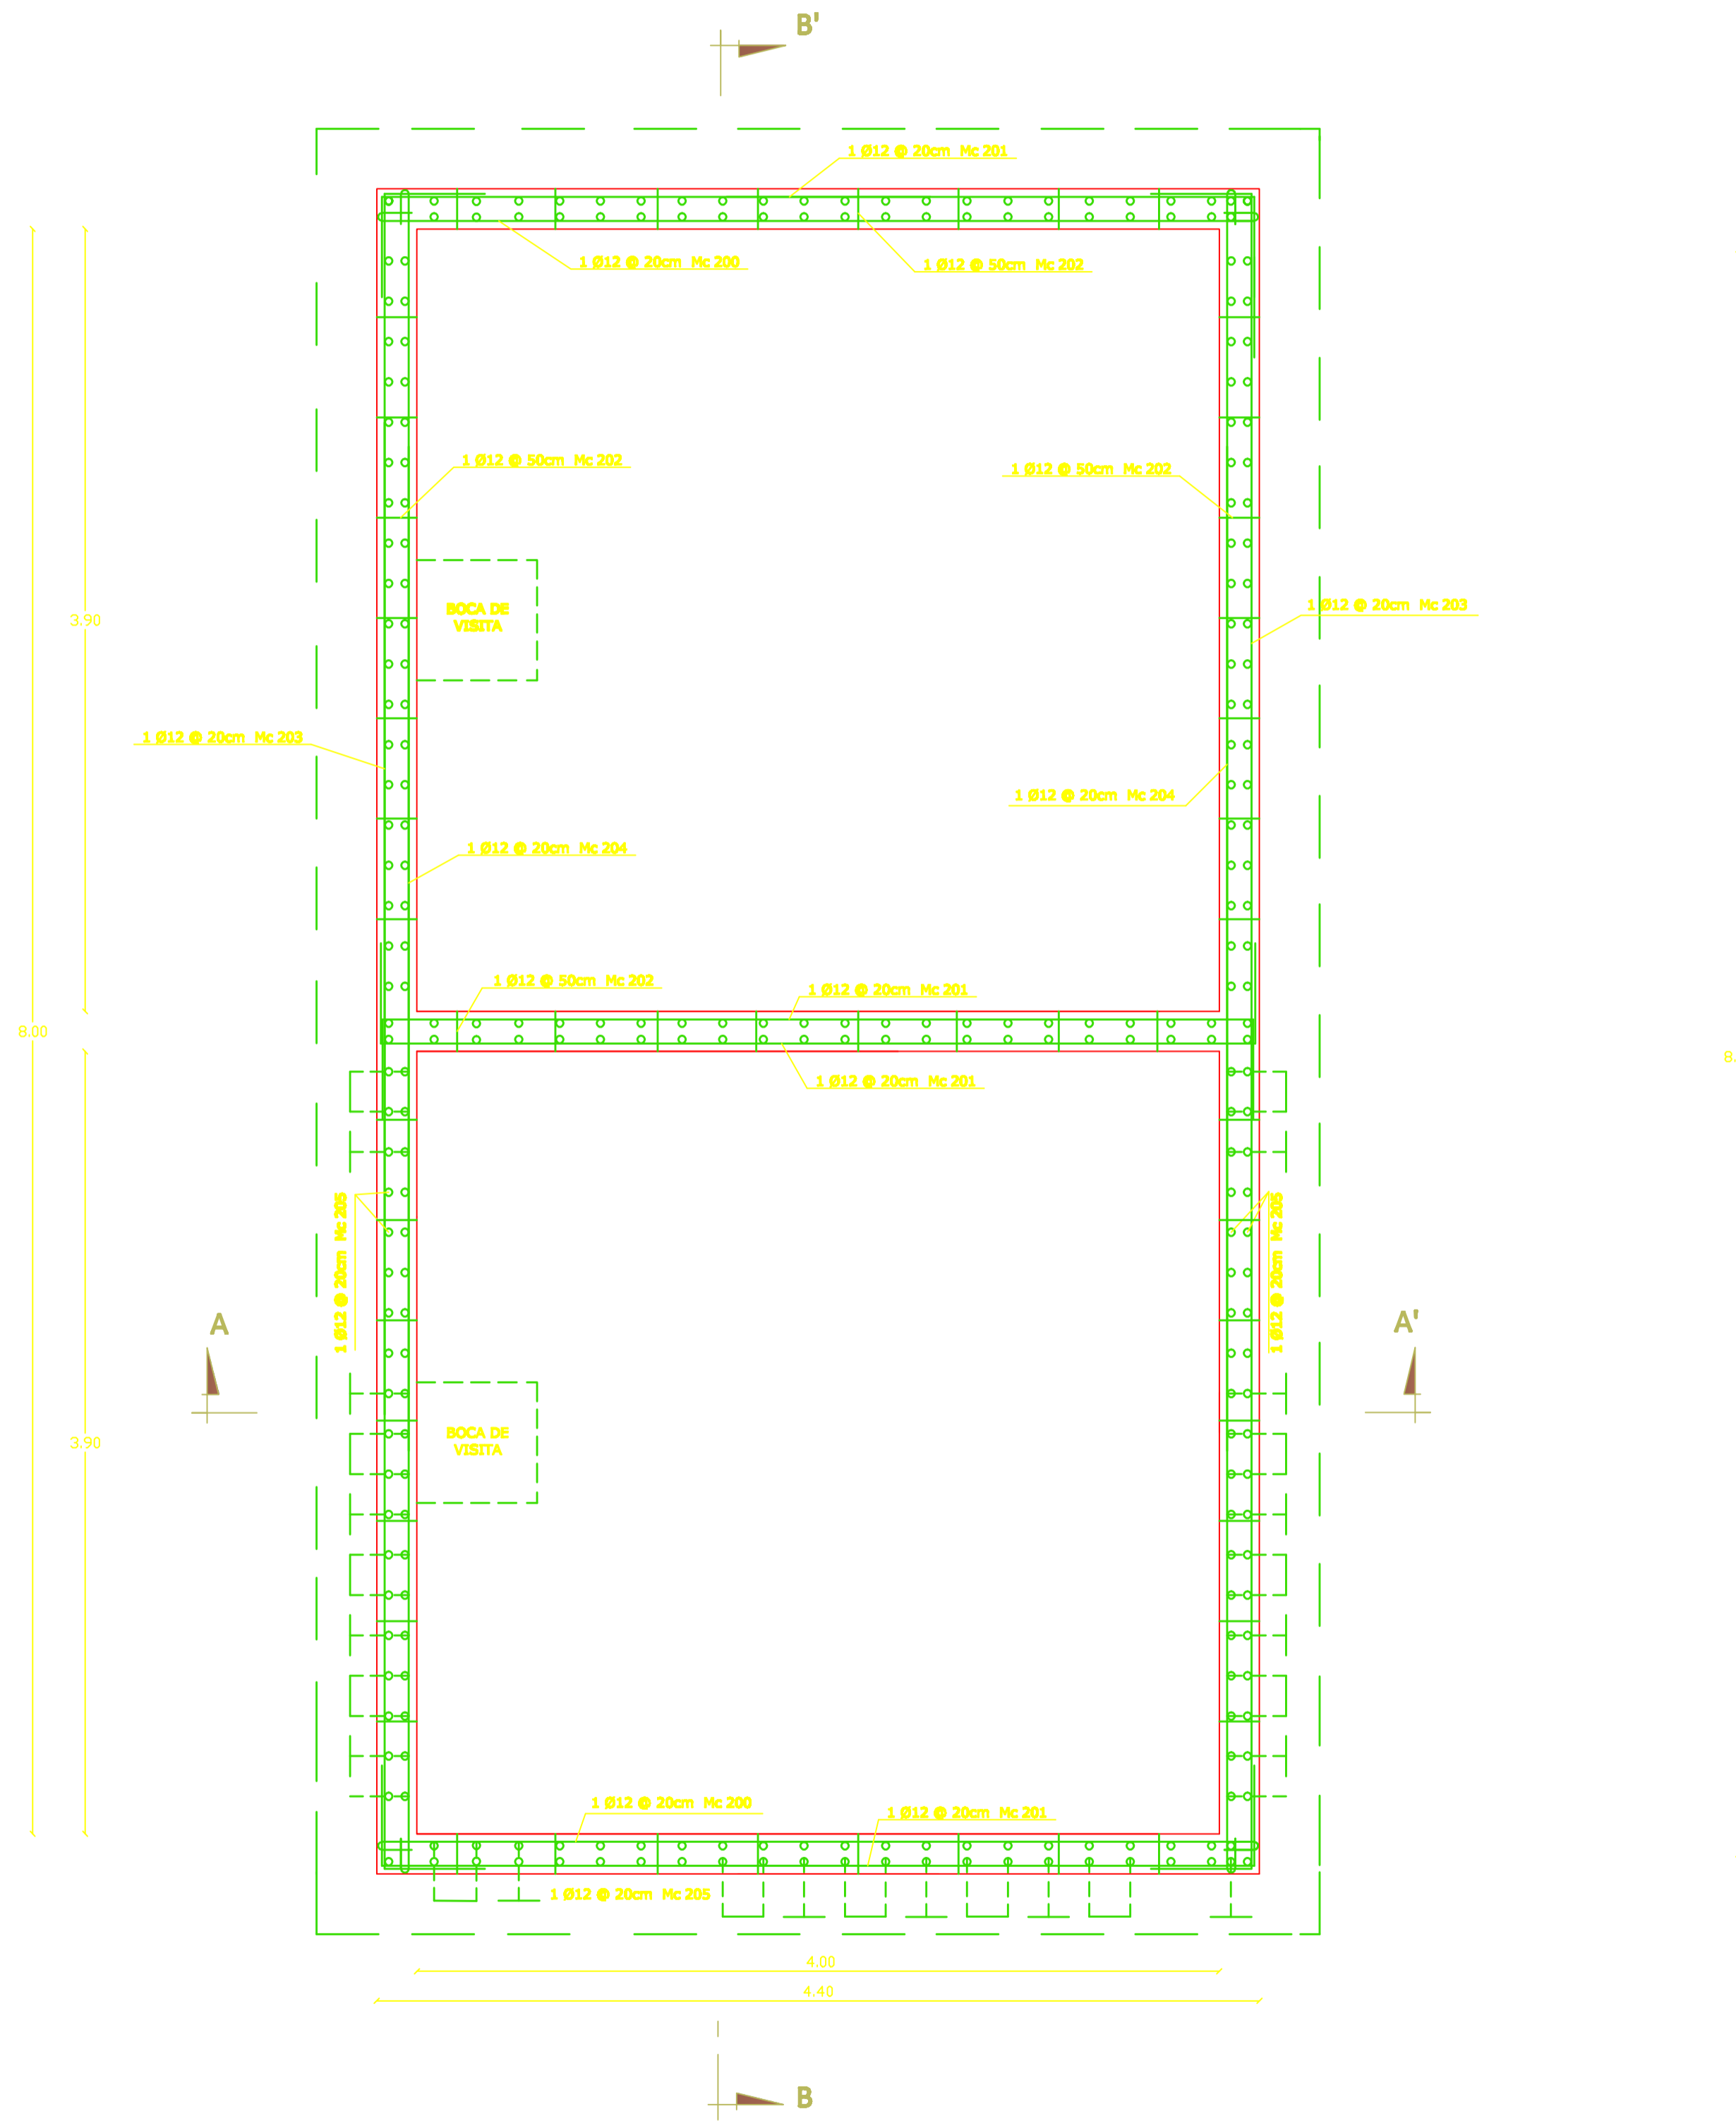 B'
1 Ø12 @ 20cm Mc 201
1 Ø12 @ 20cm Mc 200
1 Ø12 @ 50cm Mc 202
1 Ø12 @ 50cm Mc 202
1 Ø12 @ 50cm Mc 202
BOCA DE
VISITA
3.90
1 Ø12 @ 20cm Mc 203
1 Ø12 @ 20cm Mc 203
1 Ø12 @ 20cm Mc 204
1 Ø12 @ 20cm Mc 204
1 Ø12 @ 50cm Mc 202
1 Ø12 @ 20cm Mc 201
8.00
1 Ø12 @ 20cm Mc 201
1 Ø12 @ 20cm Mc 205
1 Ø12 @ 20cm Mc 205
A
A'
BOCA DE
VISITA
3.90
1 Ø12 @ 20cm Mc 200
1 Ø12 @ 20cm Mc 201
1 Ø12 @ 20cm Mc 205
4.00
4.40
B